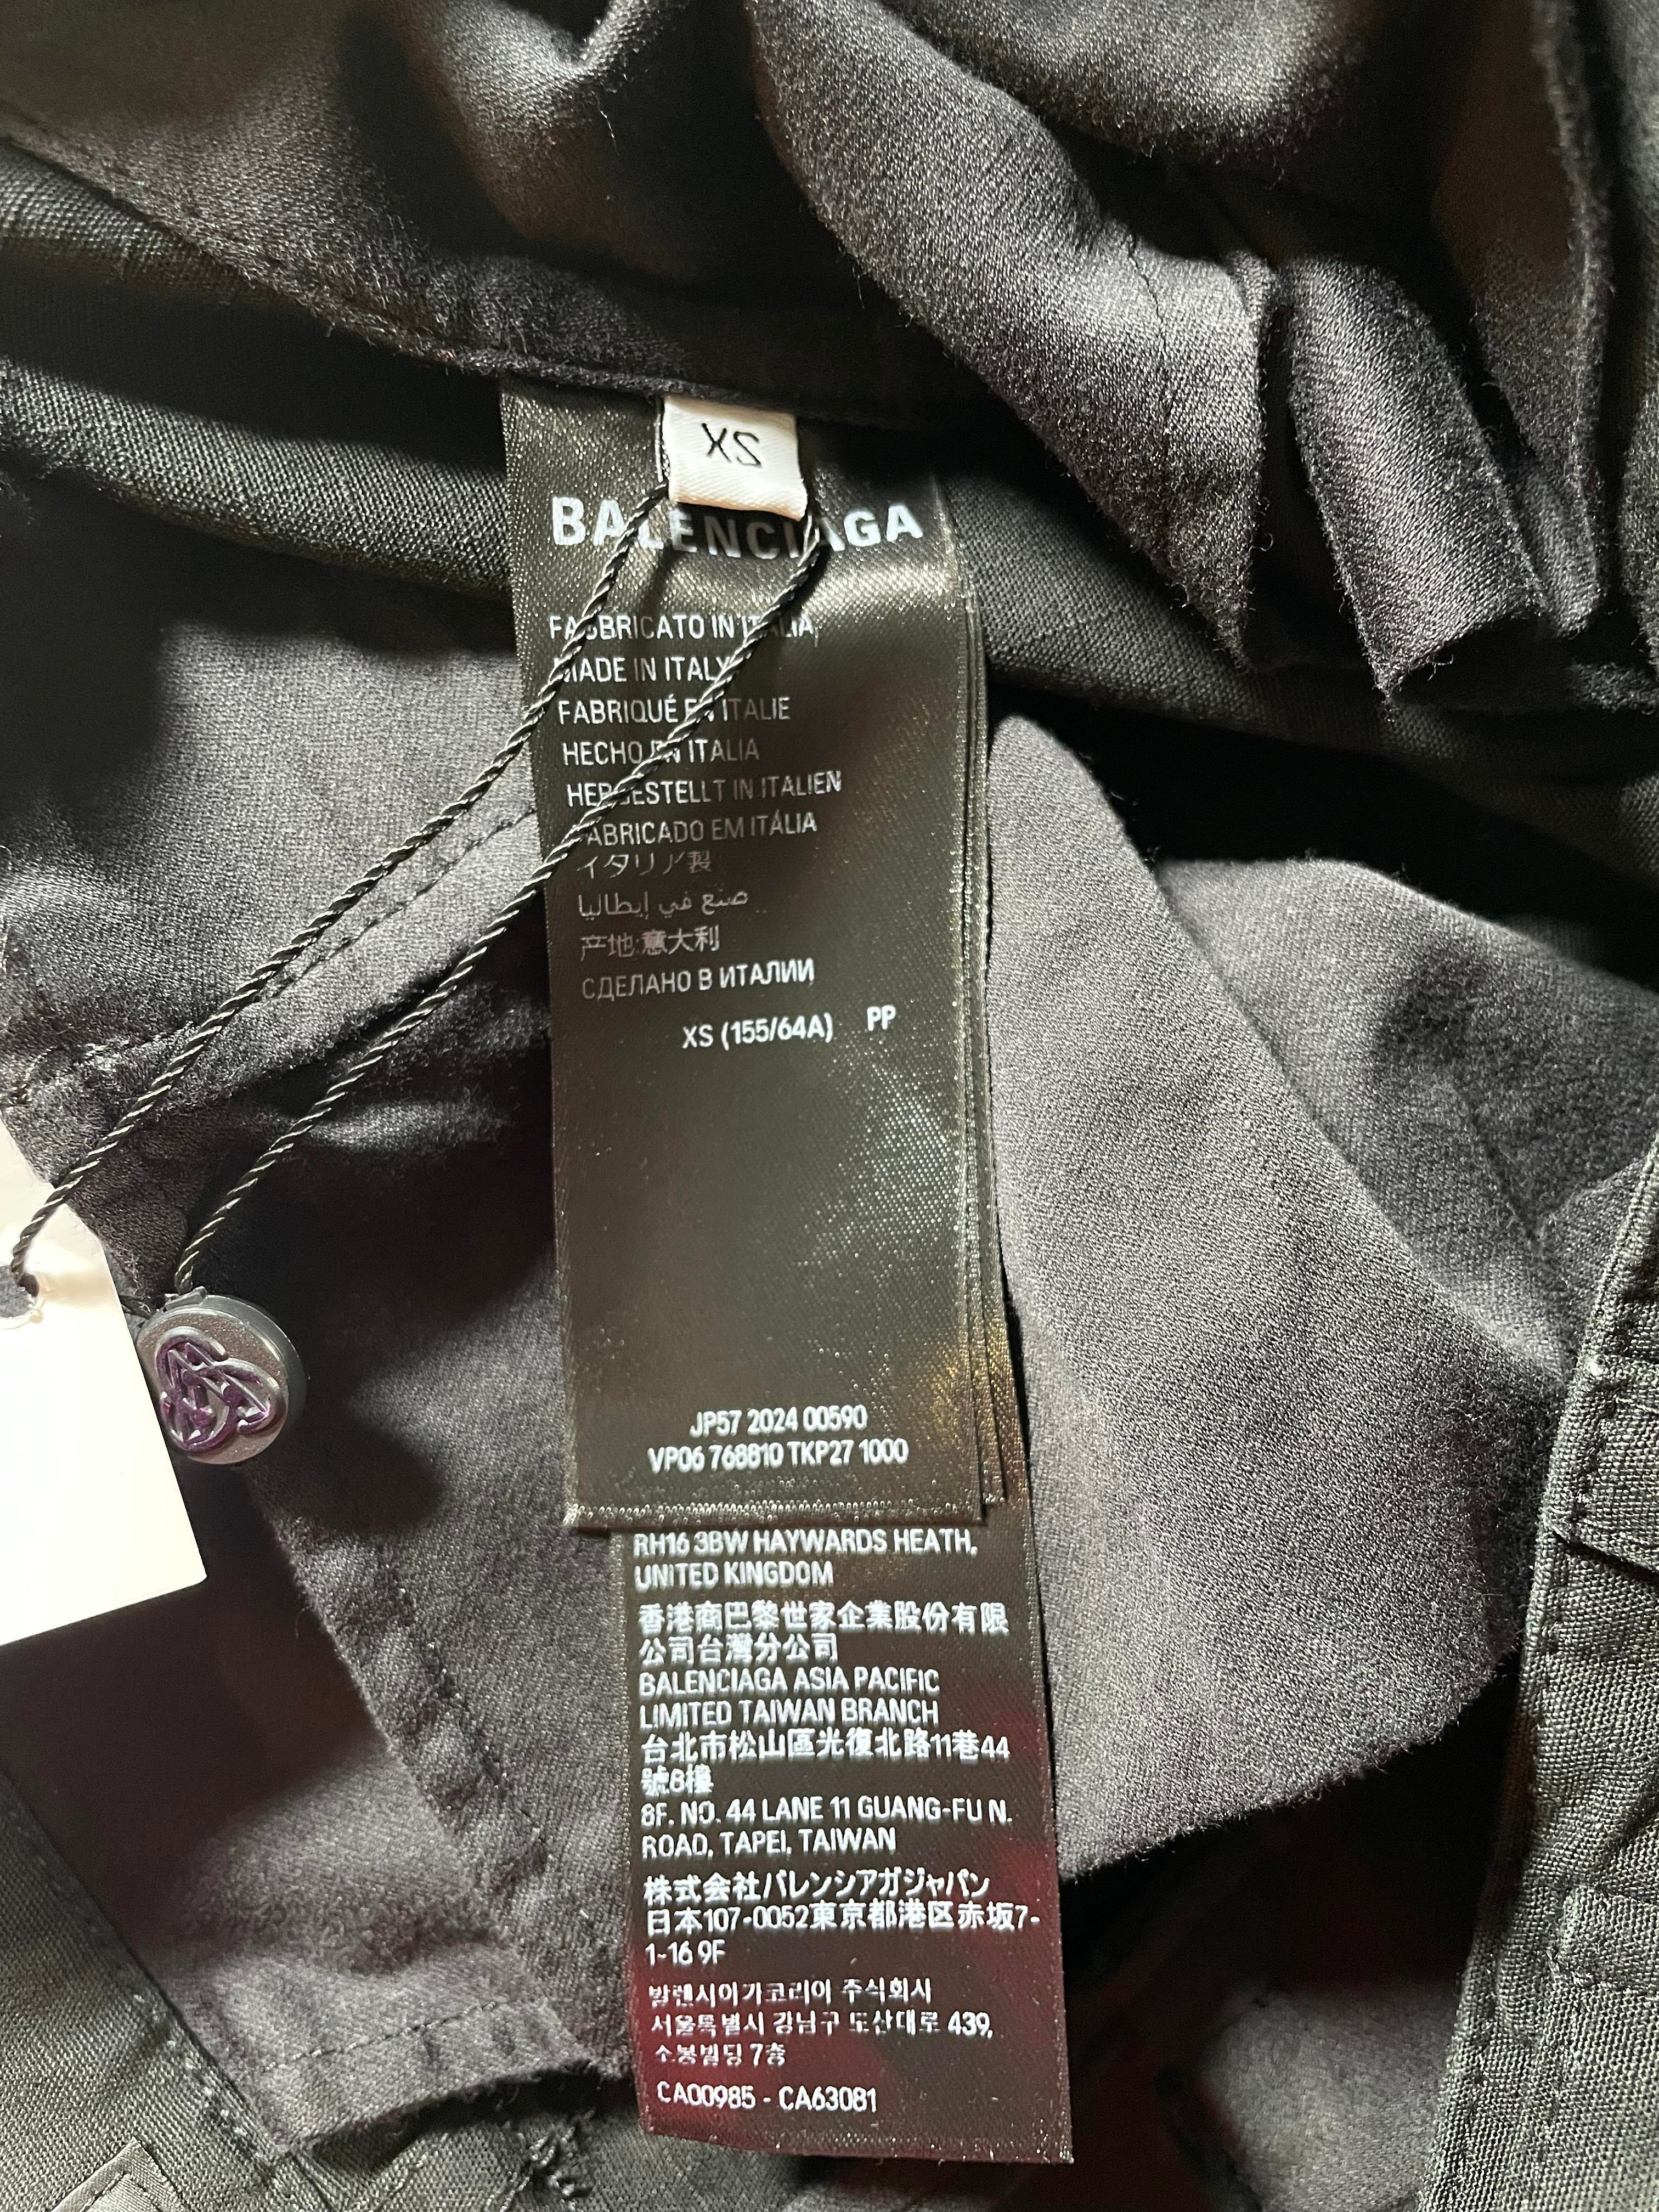 XS
BALENCIAGA
FABBRICATO IN ITALIA
MADE IN ITALY
FABRIQUÉ EN ITALIE
HECHO EN ITALIA
HERGESTELLT IN ITALIEN
FABRICADO EM ITÁLIA
イタリア製
صنع في إيطاليا
产地:意大利
СДЕЛАНО В ИТАЛИИ
XS (155/64A) PP
JP57 2024 00590
VP06 768810 TKP27 1000
RH16 3BW HAYWARDS HEATH,
UNITED KINGDOM
香港商巴黎世家企業股份有限
公司台灣分公司
BALENCIAGA ASIA PACIFIC
LIMITED TAIWAN BRANCH
台北市松山區光復北路11巷44
號8樓
8F. NO. 44 LANE 11 GUANG-FU N.
ROAD, TAPEI, TAIWAN
株式会社バレンシアガジャパン
日本107-0052東京都港区赤坂7-
1-16 9F
발렌시아가코리아 주식회사
서울특별시 강남구 도산대로 439,
소봉빌딩 7층
CA00985 - CA63081